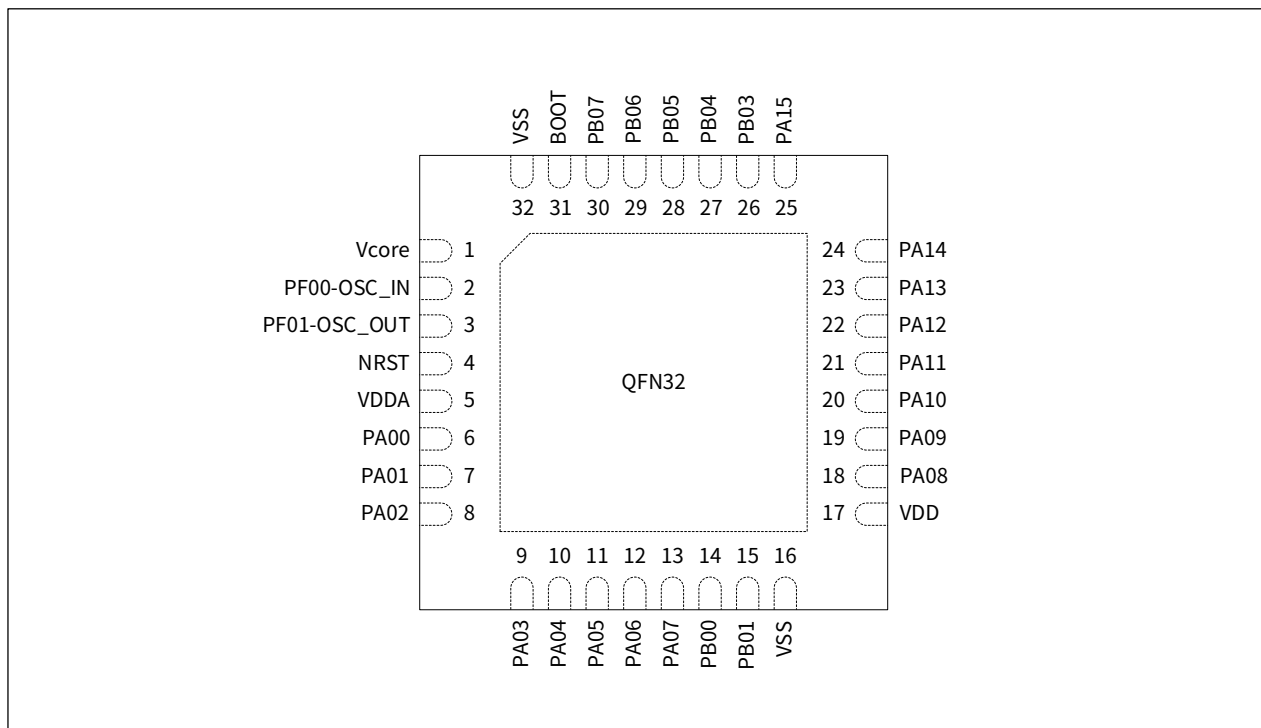 VSS
BOOT
PB07
PB06
PB05
PB04
PB03
PA15
32 31 30 29 28 27 26 25
Vcore 1
PF00-OSC_IN 2
PF01-OSC_OUT 3
NRST 4
VDDA 5
PA00 6
PA01 7
PA02 8
QFN32
24 PA14
23 PA13
22 PA12
21 PA11
20 PA10
19 PA09
18 PA08
17 VDD
9 10 11 12 13 14 15 16
PA03
PA04
PA05
PA06
PA07
PB00
PB01
VSS